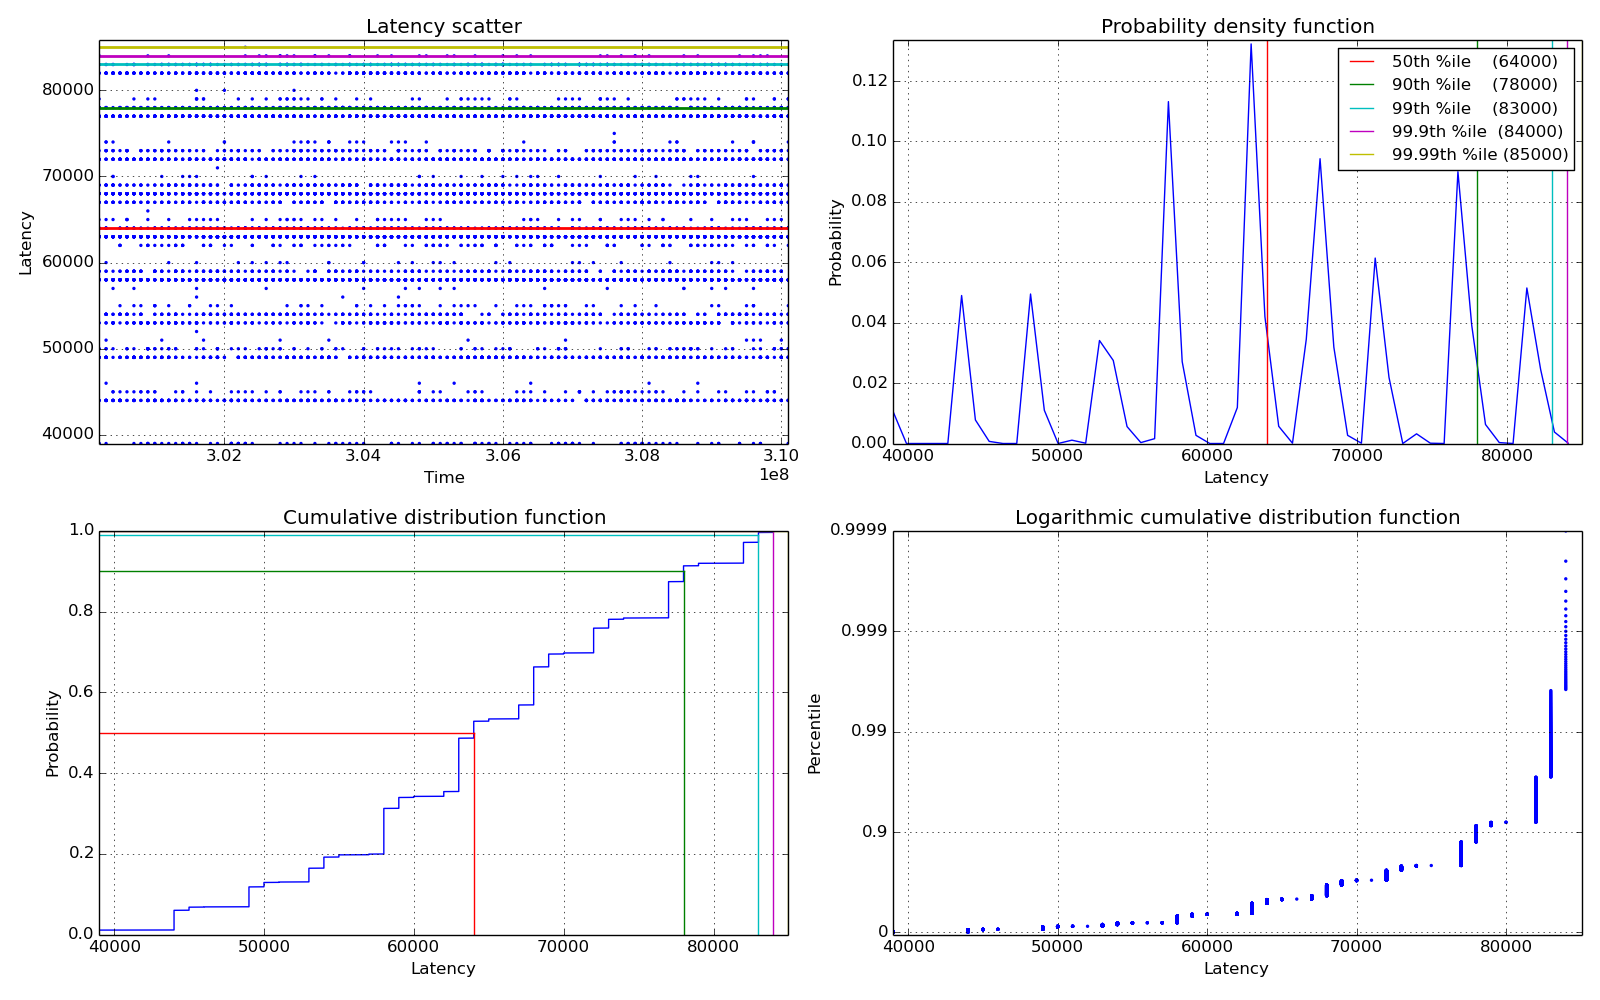 Latency scatter
80000
70000
60000
50000
40000
Latency
3.02
3.04
3.06
3.08
3.10
1e8
Time
Probability density function
50th %ile (64000)
90th %ile (78000)
99th %ile (83000)
99.9th %ile (84000)
99.99th %ile (85000)
0.12
0.10
0.08
0.06
0.04
0.02
0.00
Probability
40000
50000
60000
70000
80000
Latency
Cumulative distribution function
1.0
0.8
0.6
0.4
0.2
0.0
Probability
40000
50000
60000
70000
80000
Latency
Logarithmic cumulative distribution function
0.9999
0.999
0.99
0.9
0
Percentile
40000
50000
60000
70000
80000
Latency